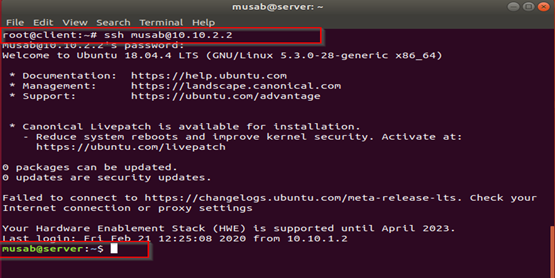 musab@server: ~
File Edit View Search Terminal Help
root@client:~# ssh musab@10.10.2.2
musab@10.10.2.2's password:
Welcome to Ubuntu 18.04.4 LTS (GNU/Linux 5.3.0-28-generic x86_64)
* Documentation: https://help.ubuntu.com
* Management: https://landscape.canonical.com
* Support: https://ubuntu.com/advantage
* Canonical Livepatch is available for installation.
- Reduce system reboots and improve kernel security. Activate at:
https://ubuntu.com/livepatch
0 packages can be updated.
0 updates are security updates.
Failed to connect to https://changelogs.ubuntu.com/meta-release-lts. Check your
Internet connection or proxy settings
Your Hardware Enablement Stack (HWE) is supported until April 2023.
Last login: Fri Feb 21 12:25:08 2020 from 10.10.1.2
musab@server:~$